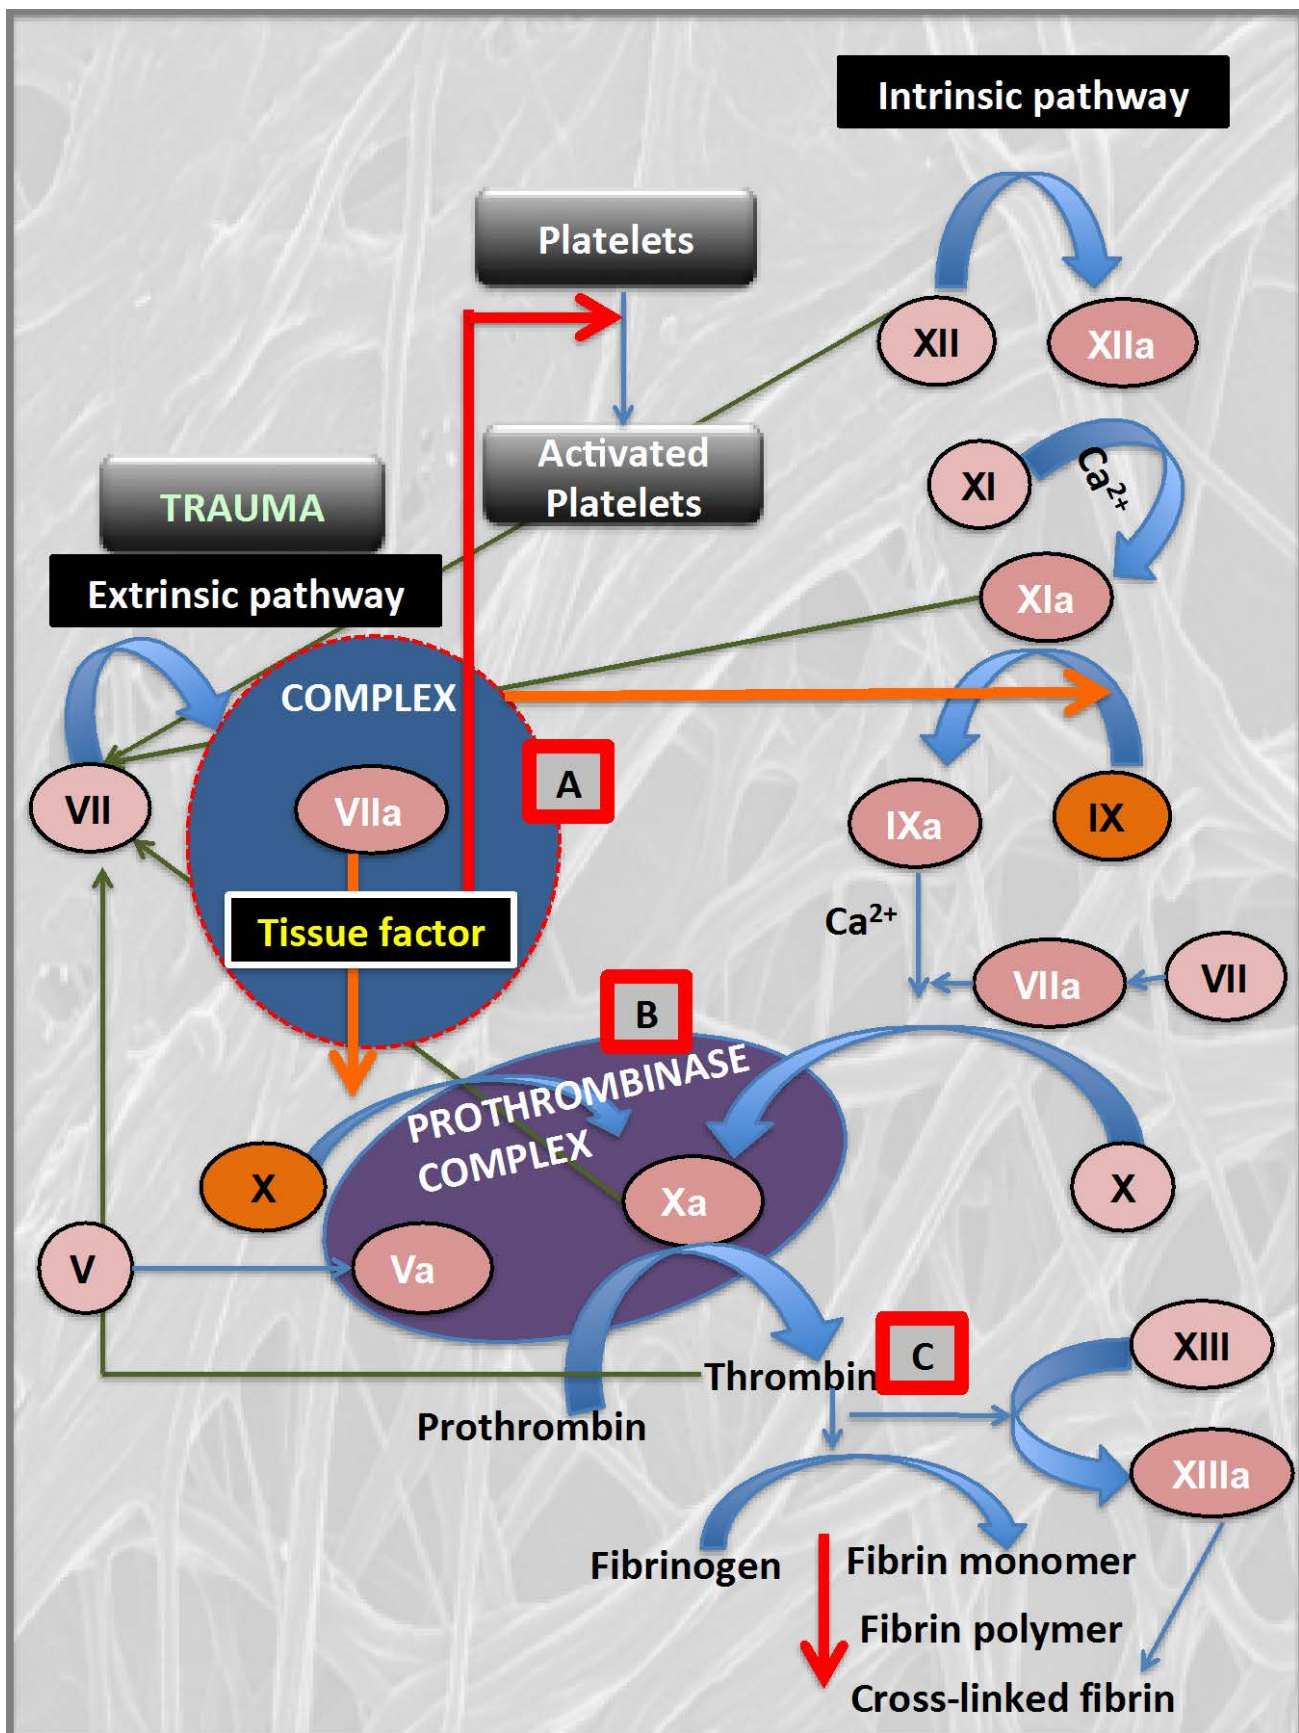 Intrinsic pathway
Platelets
XII
XIIa
Activated
Platelets
XI
Ca2+
TRAUMA
Extrinsic pathway
XIa
COMPLEX
A
VII
VIIa
IXa
IX
Tissue factor
Ca2+
VIIa
VII
B
PROTHROMBINASE
COMPLEX
X
Xa
X
V
Va
Thrombin
C
XIII
Prothrombin
XIIIa
Fibrinogen
Fibrin monomer
Fibrin polymer
Cross-linked fibrin